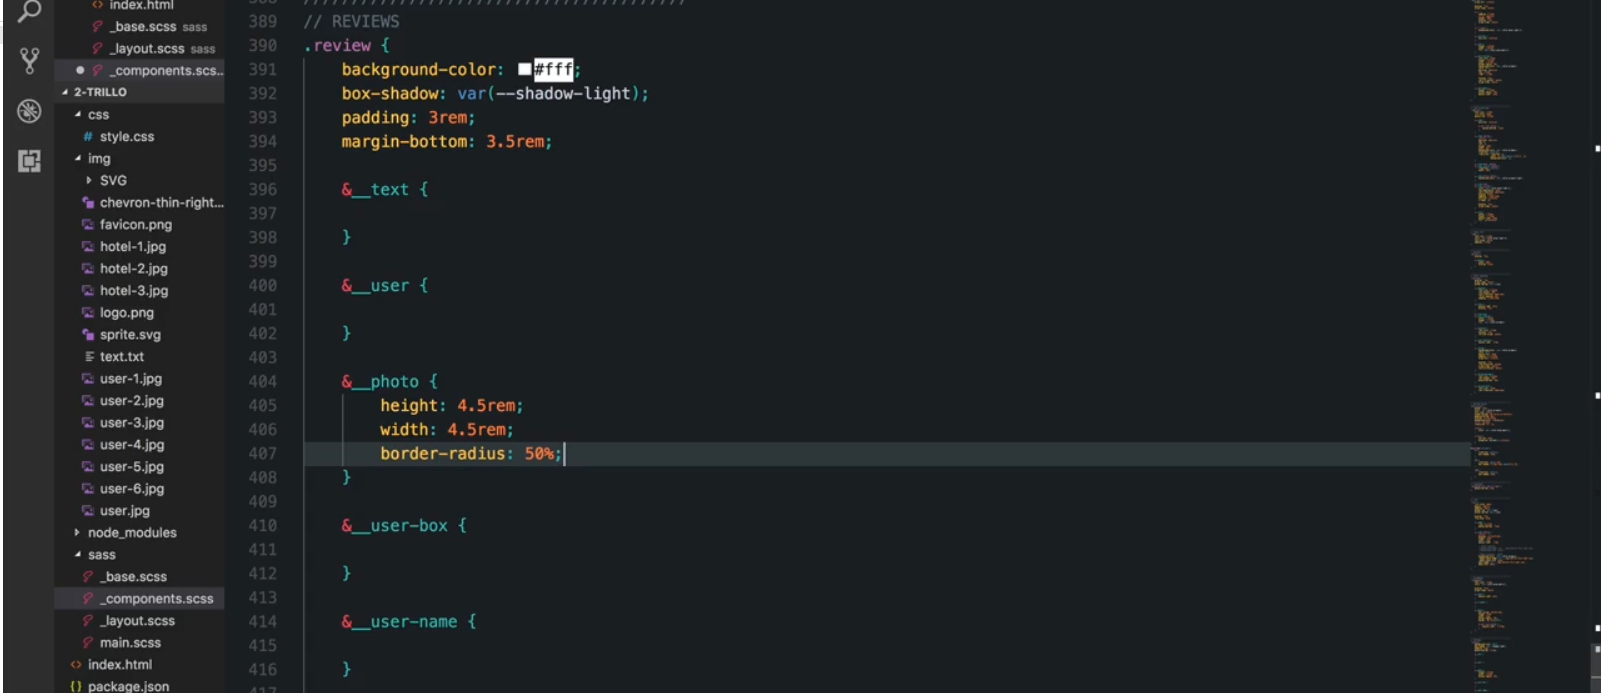 index.html
_base.scss sass
_layout.scss sass
_components.scs...
2-TRILLO
css
# style.css
img
SVG
chevron-thin-right...
favicon.png
hotel-1.jpg
hotel-2.jpg
hotel-3.jpg
logo.png
sprite.svg
text.txt
user-1.jpg
user-2.jpg
user-3.jpg
user-4.jpg
user-5.jpg
user-6.jpg
user.jpg
node_modules
sass
_base.scss
_components.scss
_layout.scss
main.scss
<> index.html
{} package.json
389 // REVIEWS
390 .review {
391 background-color: #fff;
392 box-shadow: var(--shadow-light);
393 padding: 3rem;
394 margin-bottom: 3.5rem;
395
396 &__text {
397
398 }
399
400 &__user {
401
402 }
403
404 &__photo {
405 height: 4.5rem;
406 width: 4.5rem;
407 border-radius: 50%;
408 }
409
410 &__user-box {
411
412 }
413
414 &__user-name {
415
416 }